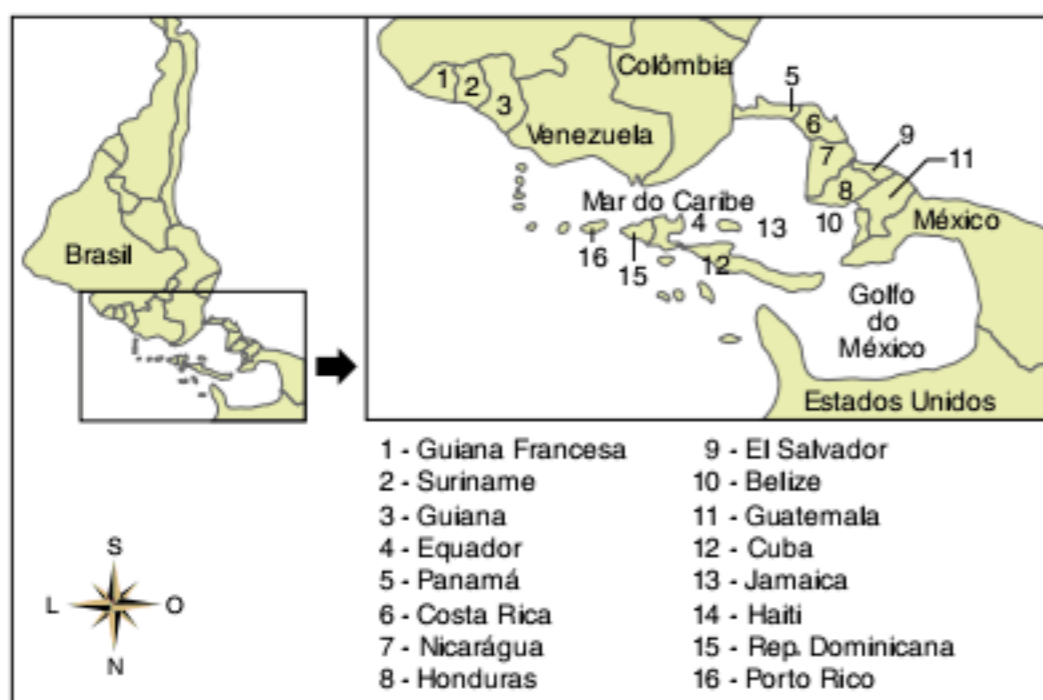 Brasil
Colômbia
Venezuela
Mar do Caribe
México
Golfo
do
México
Estados Unidos
1
2
3
5
6
7
9
8
11
4
13
10
16
15
12
1 - Guiana Francesa
2 - Suriname
3 - Guiana
4 - Equador
5 - Panamá
6 - Costa Rica
7 - Nicarágua
8 - Honduras
9 - El Salvador
10 - Belize
11 - Guatemala
12 - Cuba
13 - Jamaica
14 - Haiti
15 - Rep. Dominicana
16 - Porto Rico
S
L
O
N